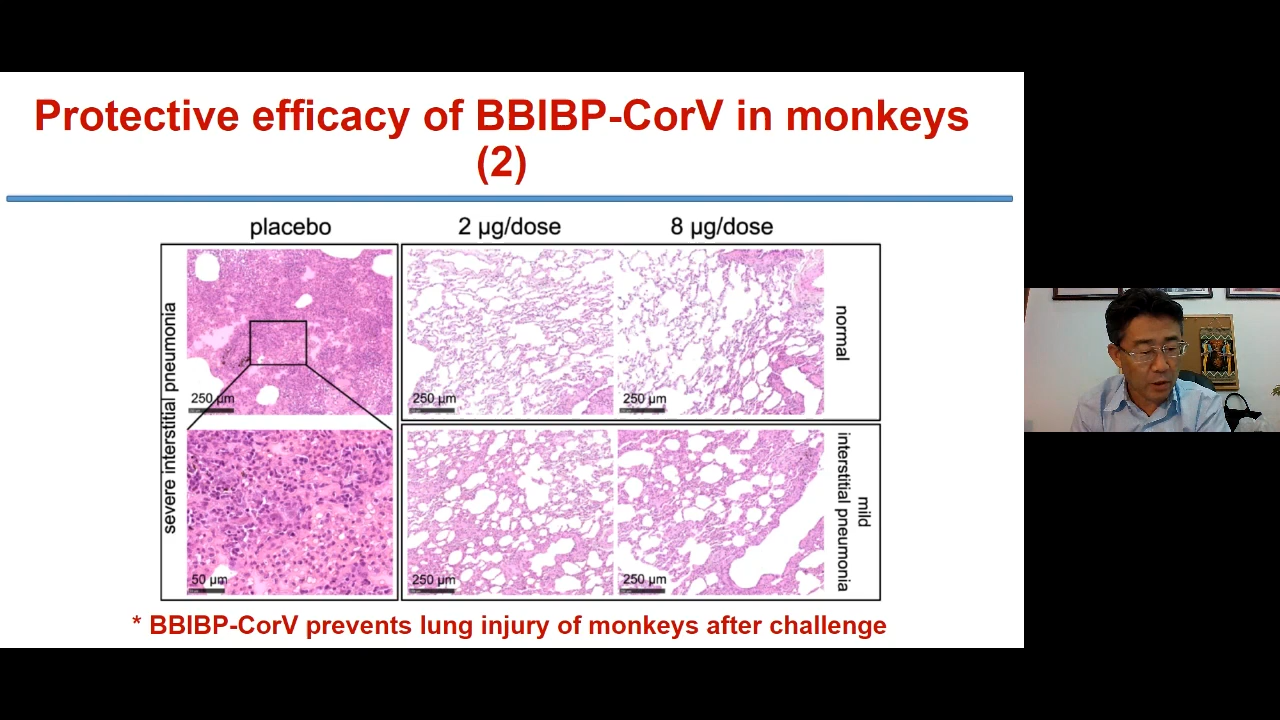 Protective efficacy of BBIBP-CorV in monkeys
(2)
placebo
2 µg/dose
8 µg/dose
severe interstitial pneumonia
250 µm
250 µm
250 µm
normal
50 µm
250 µm
250 µm
mild
interstitial pneumonia
* BBIBP-CorV prevents lung injury of monkeys after challenge